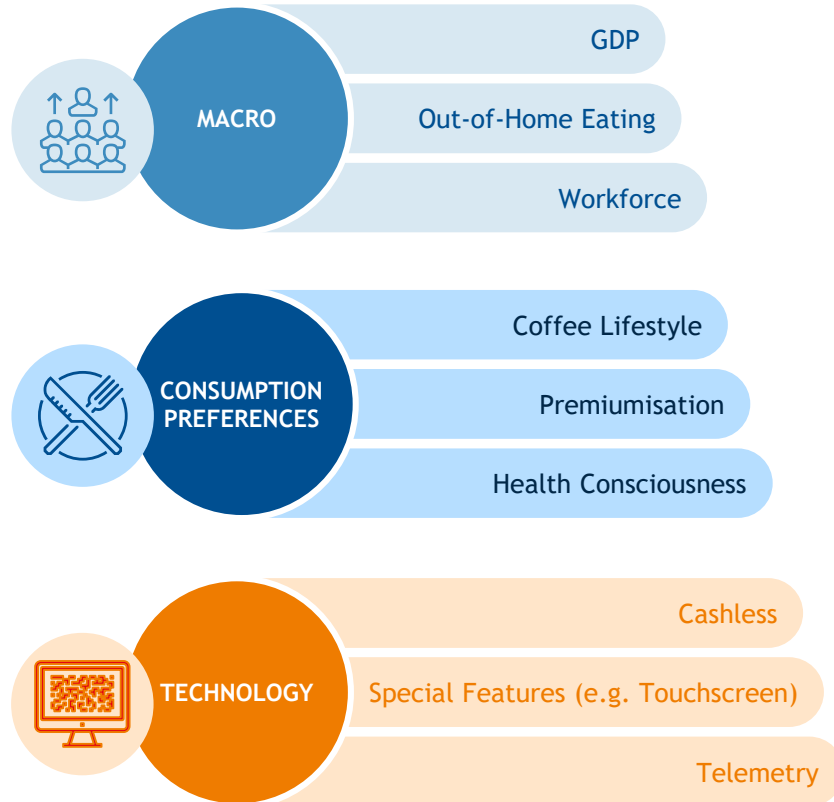 GDP
MACRO
Out-of-Home Eating
Workforce
Coffee Lifestyle
CONSUMPTION
PREFERENCES
Premiumisation
Health Consciousness
Cashless
TECHNOLOGY
Special Features (e.g. Touchscreen)
Telemetry